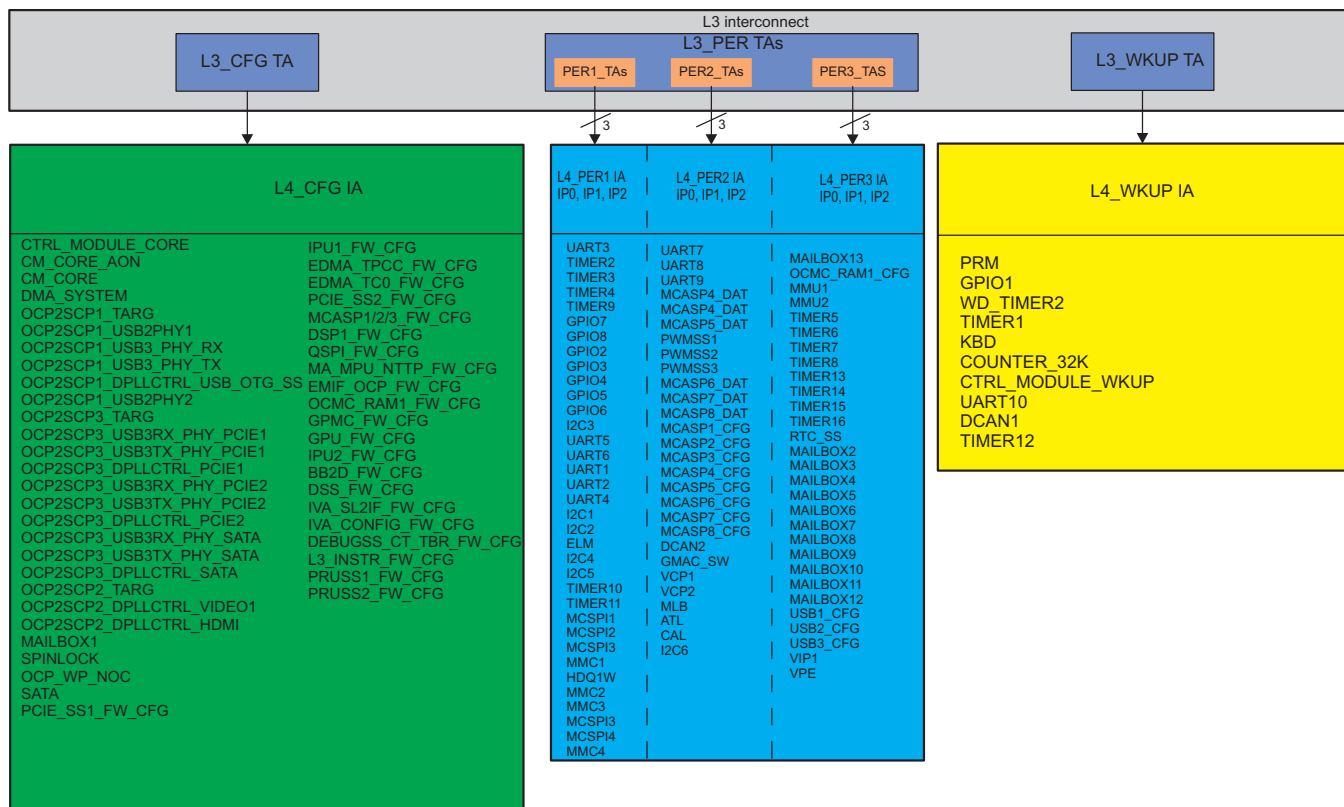 L3 interconnect
L3_CFG TA
L3_PER TAs
PER1_TAs
PER2_TAs
PER3_TAS
L3_WKUP TA
3
3
3
L4_CFG IA
CTRL_MODULE_CORE
CM_CORE_AON
CM_CORE
DMA_SYSTEM
OCP2SCP1_TARG
OCP2SCP1_USB2PHY1
OCP2SCP1_USB3_PHY_RX
OCP2SCP1_USB3_PHY_TX
OCP2SCP1_DPLLCTRL_USB_OTG_SS
OCP2SCP1_USB2PHY2
OCP2SCP3_TARG
OCP2SCP3_USB3RX_PHY_PCIE1
OCP2SCP3_USB3TX_PHY_PCIE1
OCP2SCP3_DPLLCTRL_PCIE1
OCP2SCP3_USB3RX_PHY_PCIE2
OCP2SCP3_USB3TX_PHY_PCIE2
OCP2SCP3_DPLLCTRL_PCIE2
OCP2SCP3_USB3RX_PHY_SATA
OCP2SCP3_USB3TX_PHY_SATA
OCP2SCP3_DPLLCTRL_SATA
OCP2SCP2_TARG
OCP2SCP2_DPLLCTRL_VIDEO1
OCP2SCP2_DPLLCTRL_HDMI
MAILBOX1
SPINLOCK
OCP_WP_NOC
SATA
PCIE_SS1_FW_CFG
IPU1_FW_CFG
EDMA_TPCC_FW_CFG
EDMA_TC0_FW_CFG
PCIE_SS2_FW_CFG
MCASP1/2/3_FW_CFG
DSP1_FW_CFG
QSPI_FW_CFG
MA_MPU_NTTP_FW_CFG
EMIF_OCP_FW_CFG
OCMC_RAM1_FW_CFG
GPMC_FW_CFG
GPU_FW_CFG
IPU2_FW_CFG
BB2D_FW_CFG
DSS_FW_CFG
IVA_SL2IF_FW_CFG
IVA_CONFIG_FW_CFG
DEBUGSS_CT_TBR_FW_CFG
L3_INSTR_FW_CFG
PRUSS1_FW_CFG
PRUSS2_FW_CFG
L4_PER1 IA
IP0, IP1, IP2
UART3
TIMER2
TIMER3
TIMER4
TIMER9
GPIO7
GPIO8
GPIO2
GPIO3
GPIO4
GPIO5
GPIO6
I2C3
UART5
UART6
UART1
UART2
UART4
I2C1
I2C2
ELM
I2C4
I2C5
TIMER10
TIMER11
MCSPI1
MCSPI2
MCSPI3
MMC1
HDQ1W
MMC2
MMC3
MCSPI3
MCSPI4
MMC4
L4_PER2 IA
IP0, IP1, IP2
UART7
UART8
UART9
MCASP4_DAT
MCASP4_DAT
MCASP5_DAT
PWMSS1
PWMSS2
PWMSS3
MCASP6_DAT
MCASP7_DAT
MCASP8_DAT
MCASP1_CFG
MCASP2_CFG
MCASP3_CFG
MCASP4_CFG
MCASP5_CFG
MCASP6_CFG
MCASP7_CFG
MCASP8_CFG
DCAN2
GMAC_SW
VCP1
VCP2
MLB
ATL
CAL
I2C6
L4_PER3 IA
IP0, IP1, IP2
MAILBOX13
OCMC_RAM1_CFG
MMU1
MMU2
TIMER5
TIMER6
TIMER7
TIMER8
TIMER13
TIMER14
TIMER15
TIMER16
RTC_SS
MAILBOX2
MAILBOX3
MAILBOX4
MAILBOX5
MAILBOX6
MAILBOX7
MAILBOX8
MAILBOX9
MAILBOX10
MAILBOX11
MAILBOX12
USB1_CFG
USB2_CFG
USB3_CFG
VIP1
VPE
L4_WKUP IA
PRM
GPIO1
WD_TIMER2
TIMER1
KBD
COUNTER_32K
CTRL_MODULE_WKUP
UART10
DCAN1
TIMER12